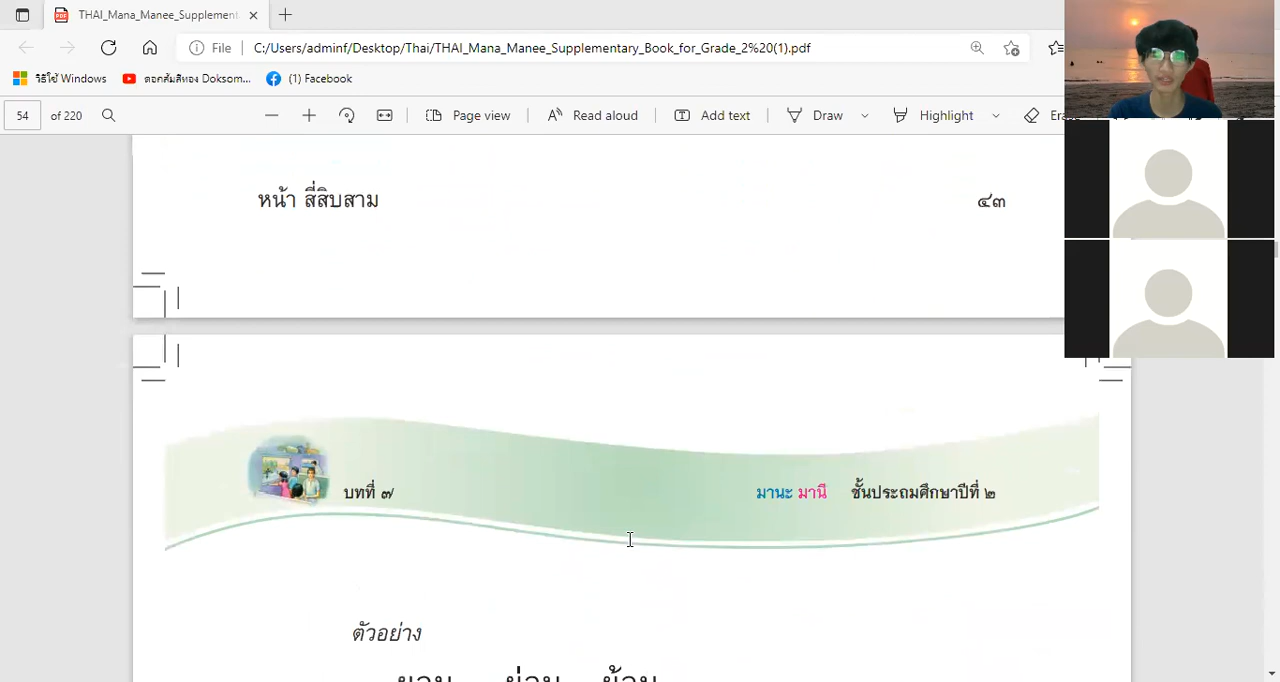 THAI_Mana_Manee_Supplement
File C:/Users/adminf/Desktop/Thai/THAI_Mana_Manee_Supplementary_Book_for_Grade_2%20(1).pdf
วิธีใช้ Windows ดอกส้มสีทอง Doksom... (1) Facebook
54 of 220 Page view Read aloud Add text Draw Highlight
หน้า สี่สิบสาม ๔๓
บทที่ ๗ มานะ มานี ชั้นประถมศึกษาปีที่ ๒
ตัวอย่าง